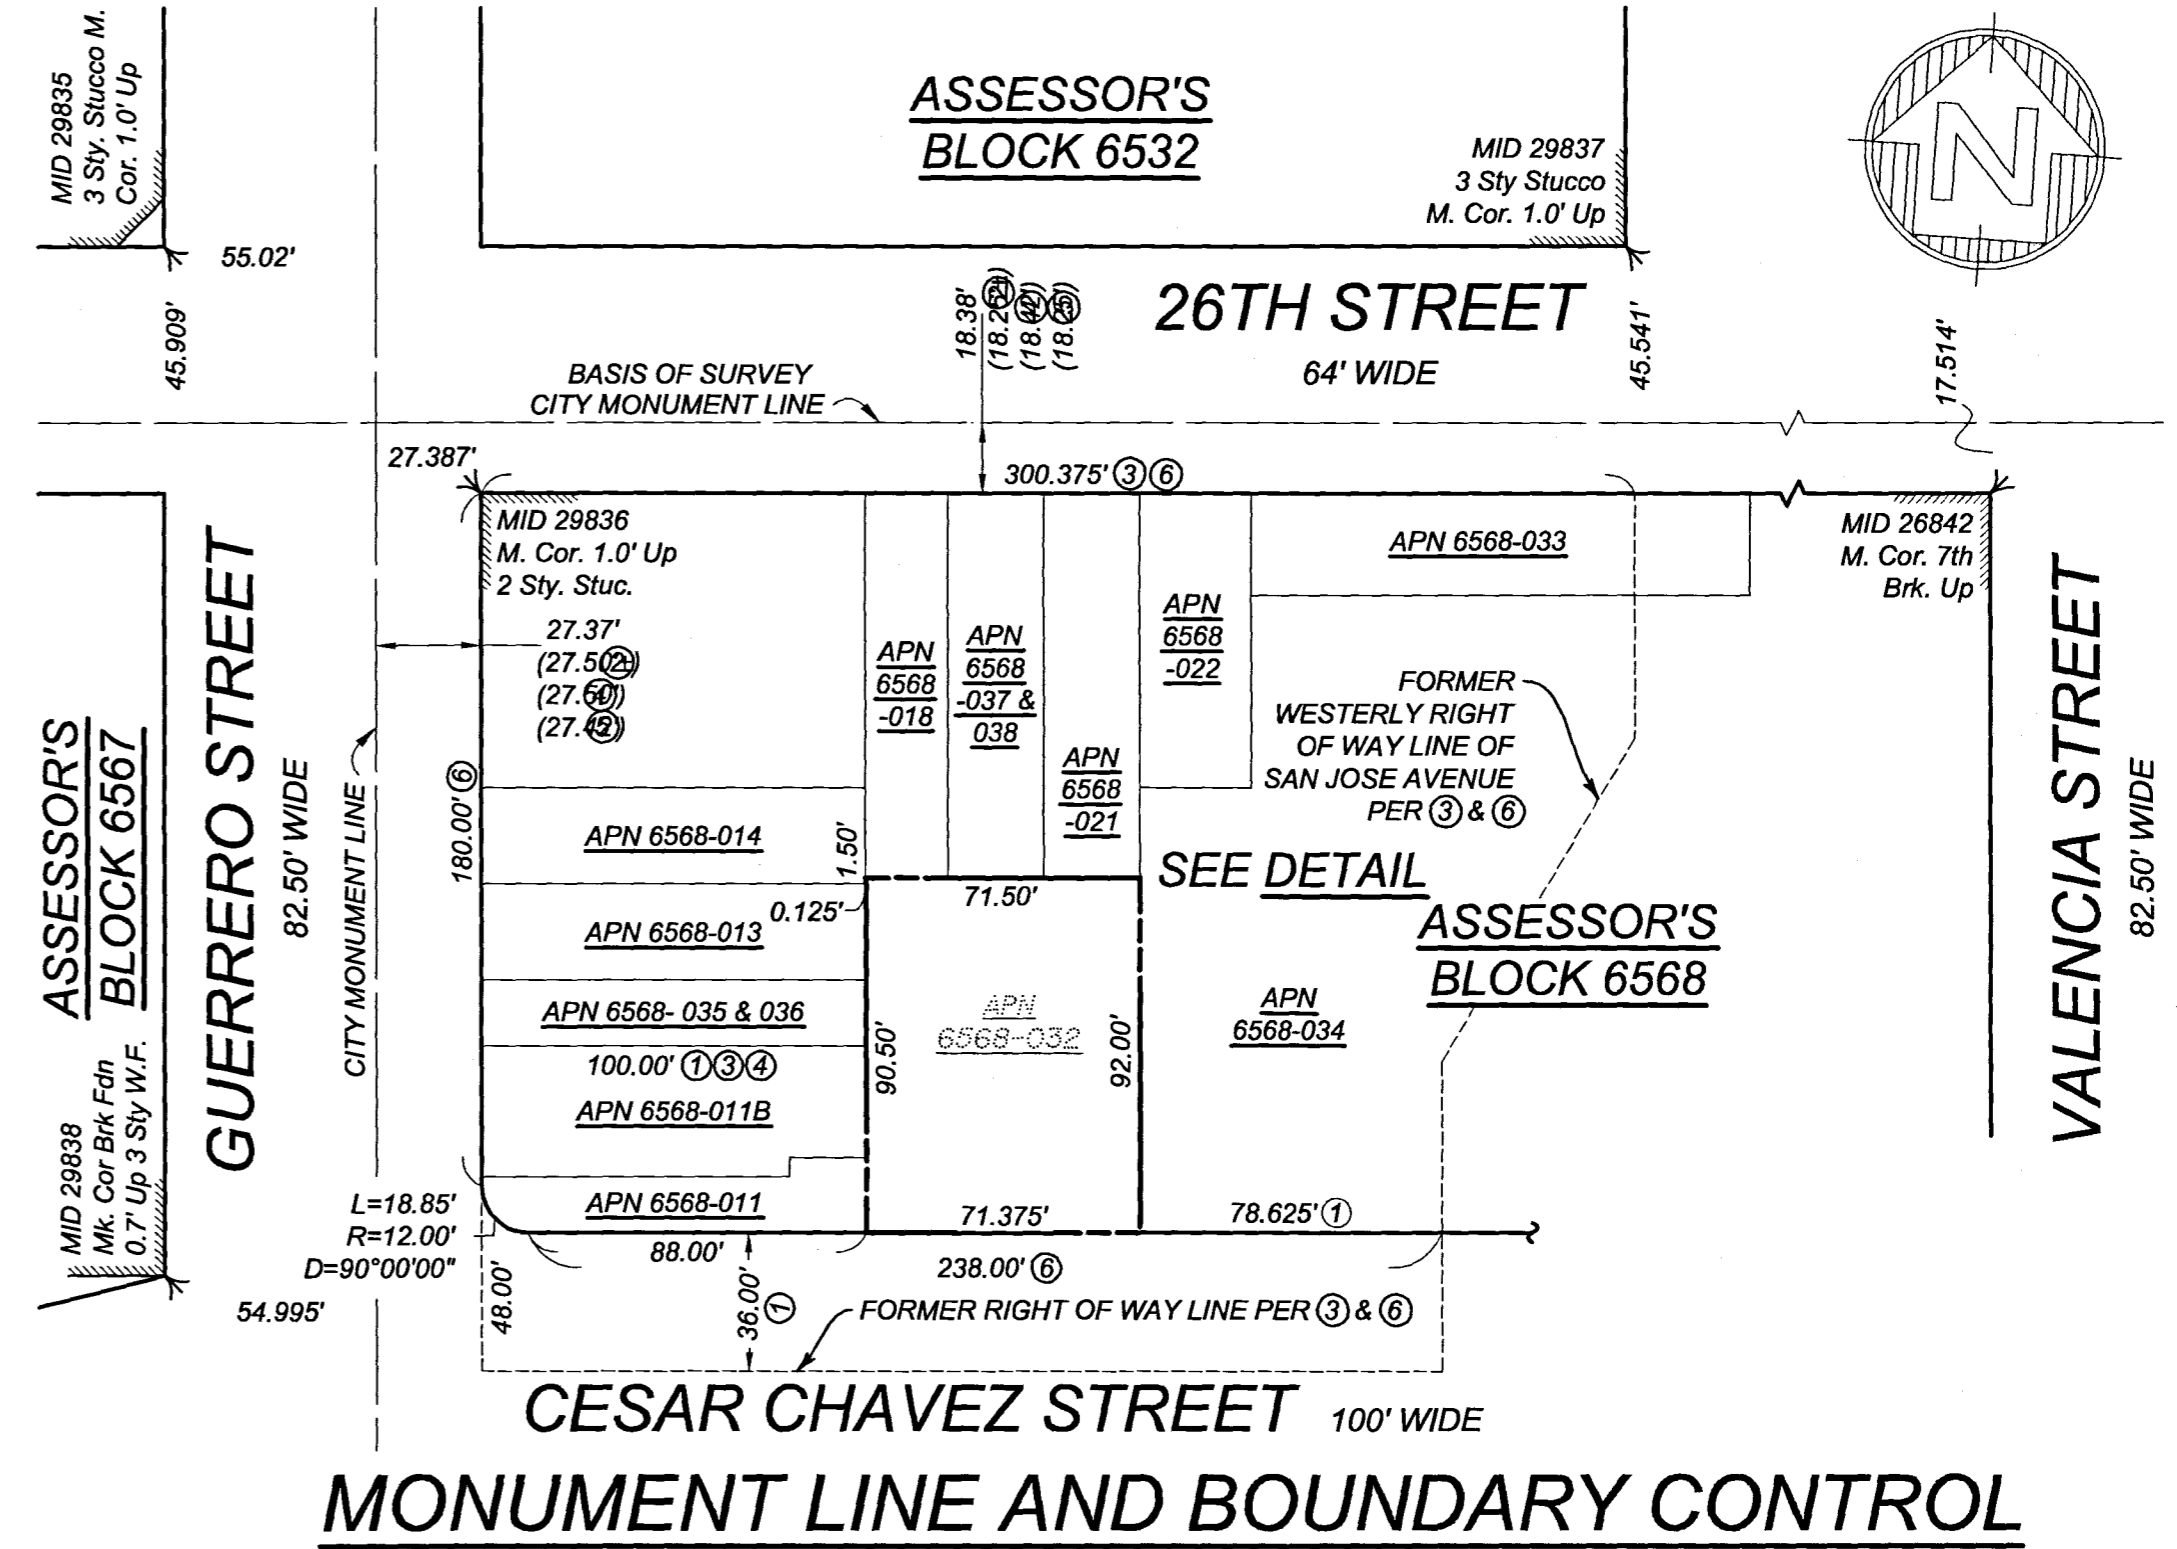 MID 29835
3 Sty. Stucco M.
Cor. 1.0' Up
ASSESSOR'S
BLOCK 6532
MID 29837
3 Sty Stucco
M. Cor. 1.0' Up
N
55.02'
45.909'
18.38'
26TH STREET
64' WIDE
45.541'
17.514'
BASIS OF SURVEY
CITY MONUMENT LINE
27.387'
300.375' ③ ⑥
MID 29836
M. Cor. 1.0' Up
2 Sty. Stuc.
27.37'
MID 26842
M. Cor. 7th
Brk. Up
APN 6568-033
APN
6568
-018
APN
6568
-037 &
038
APN
6568
-021
APN
6568
-022
FORMER
WESTERLY RIGHT
OF WAY LINE OF
SAN JOSE AVENUE
PER ③ & ⑥
ASSESSOR'S
BLOCK 6567
GUERRERO STREET
82.50' WIDE
CITY MONUMENT LINE
180.00' ⑥
VALENCIA STREET
82.50' WIDE
APN 6568-014
1.50'
SEE DETAIL
71.50'
0.125'
APN 6568-013
ASSESSOR'S
BLOCK 6568
APN 6568- 035 & 036
APN
6568-032
APN
6568-034
90.50'
92.00'
100.00' ① ③ ④
APN 6568-011B
MID 29838
Mk. Cor Brk Fdn
0.7' Up 3 Sty W.F.
L=18.85'
R=12.00'
D=90°00'00"
APN 6568-011
71.375'
78.625' ①
88.00'
238.00' ⑥
54.995'
48.00'
36.00' ①
FORMER RIGHT OF WAY LINE PER ③ & ⑥
CESAR CHAVEZ STREET 100' WIDE
MONUMENT LINE AND BOUNDARY CONTROL